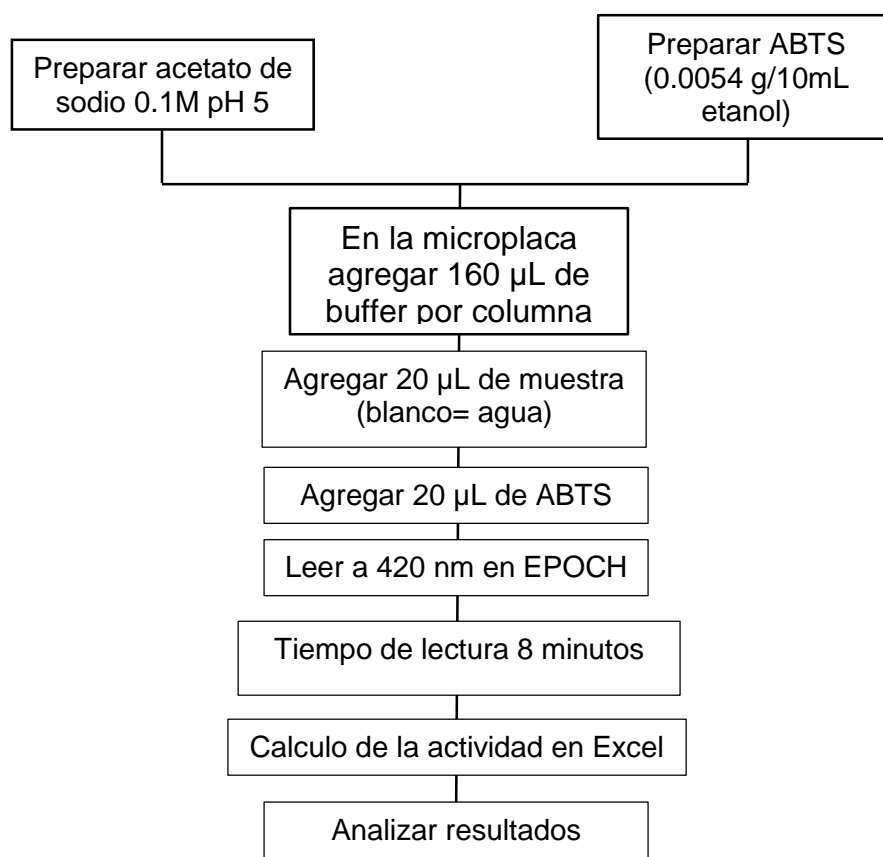 Preparar acetato de
sodio 0.1M pH 5
Preparar ABTS
(0.0054 g/10mL
etanol)
En la microplaca
agregar 160 µL de
buffer por columna
Agregar 20 µL de muestra
(blanco= agua)
Agregar 20 µL de ABTS
Leer a 420 nm en EPOCH
Tiempo de lectura 8 minutos
Calculo de la actividad en Excel
Analizar resultados